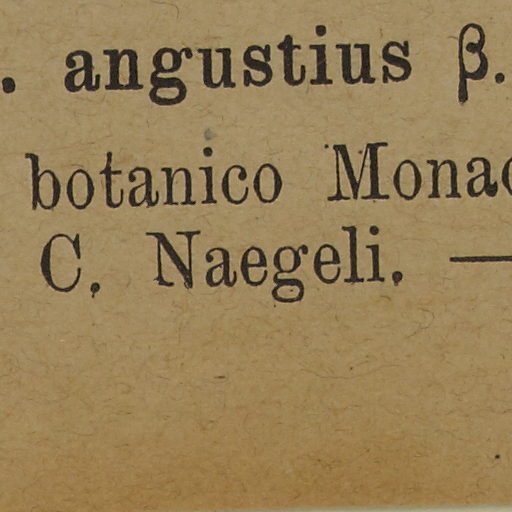 . angustius β.
botanico Monac
C. Naegeli. —